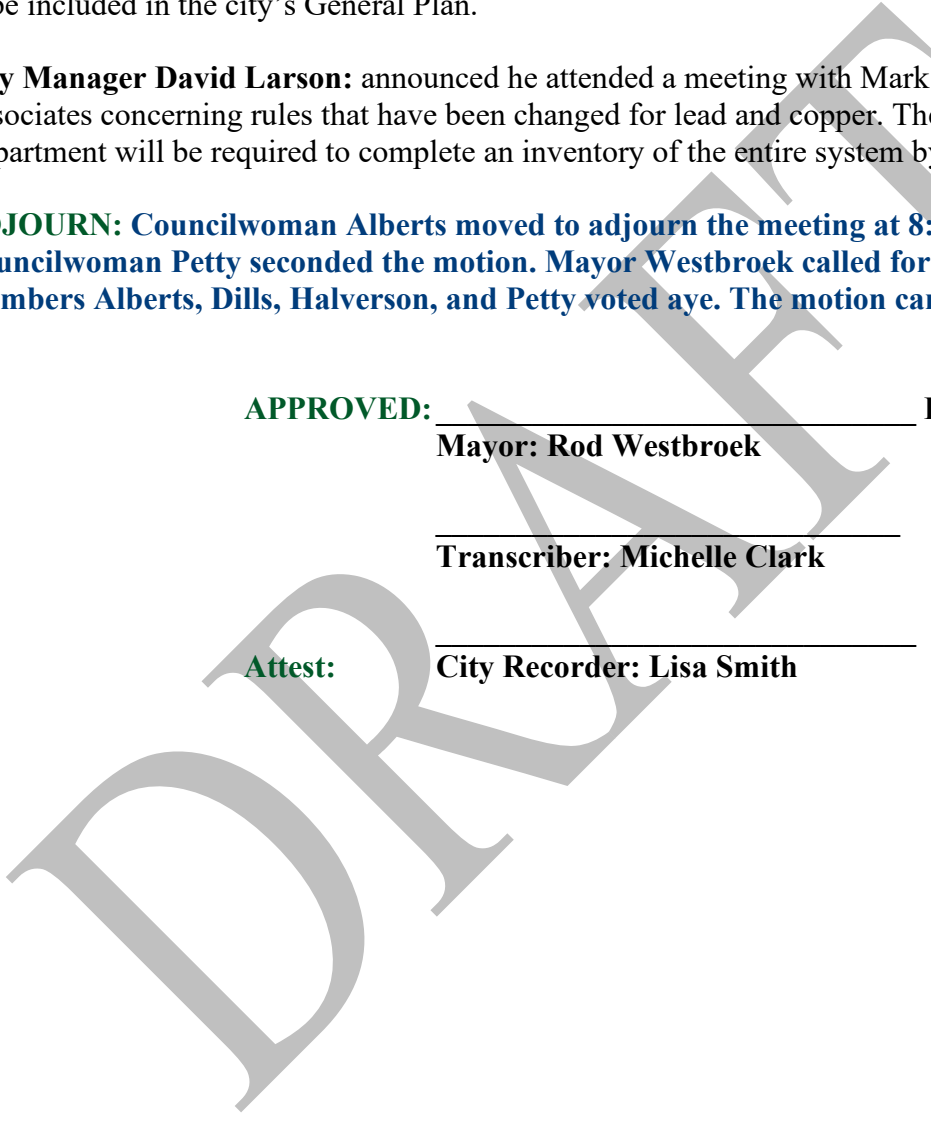 be included in the city's General Plan.
y Manager David Larson: announced he attended a meeting with Mark
sociates concerning rules that have been changed for lead and copper. The
partment will be required to complete an inventory of the entire system by
JOURN: Councilwoman Alberts moved to adjourn the meeting at 8:
uncilwoman Petty seconded the motion. Mayor Westbroek called for
mbers Alberts, Dills, Halverson, and Petty voted aye. The motion car
APPROVED:
Mayor: Rod Westbroek
Transcriber: Michelle Clark
Attest: City Recorder: Lisa Smith
DRAFT